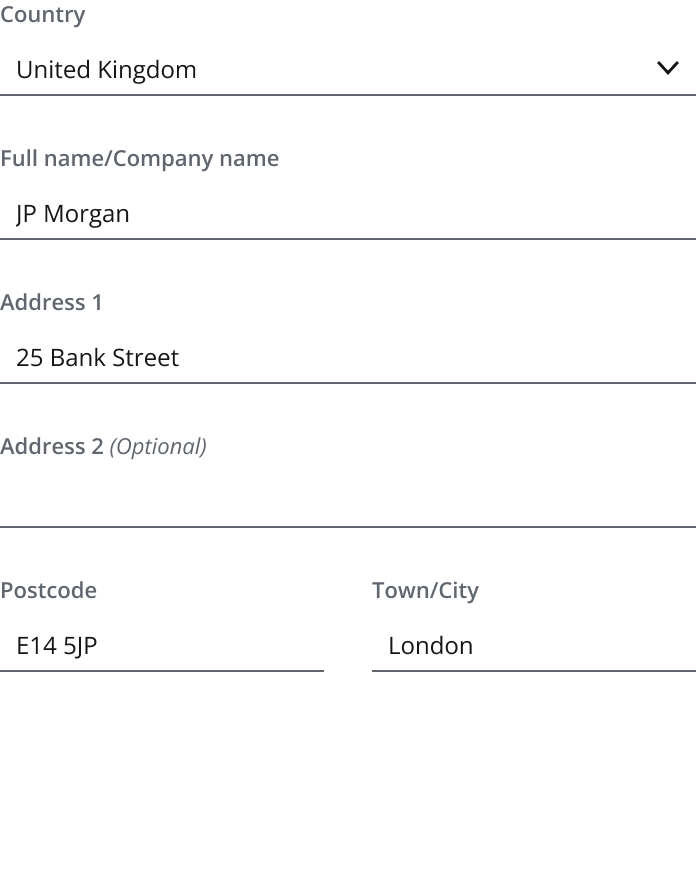 Country
United Kingdom
Full name/Company name
JP Morgan
Address 1
25 Bank Street
Address 2 (Optional)
Postcode
Town/City
E14 5JP
London